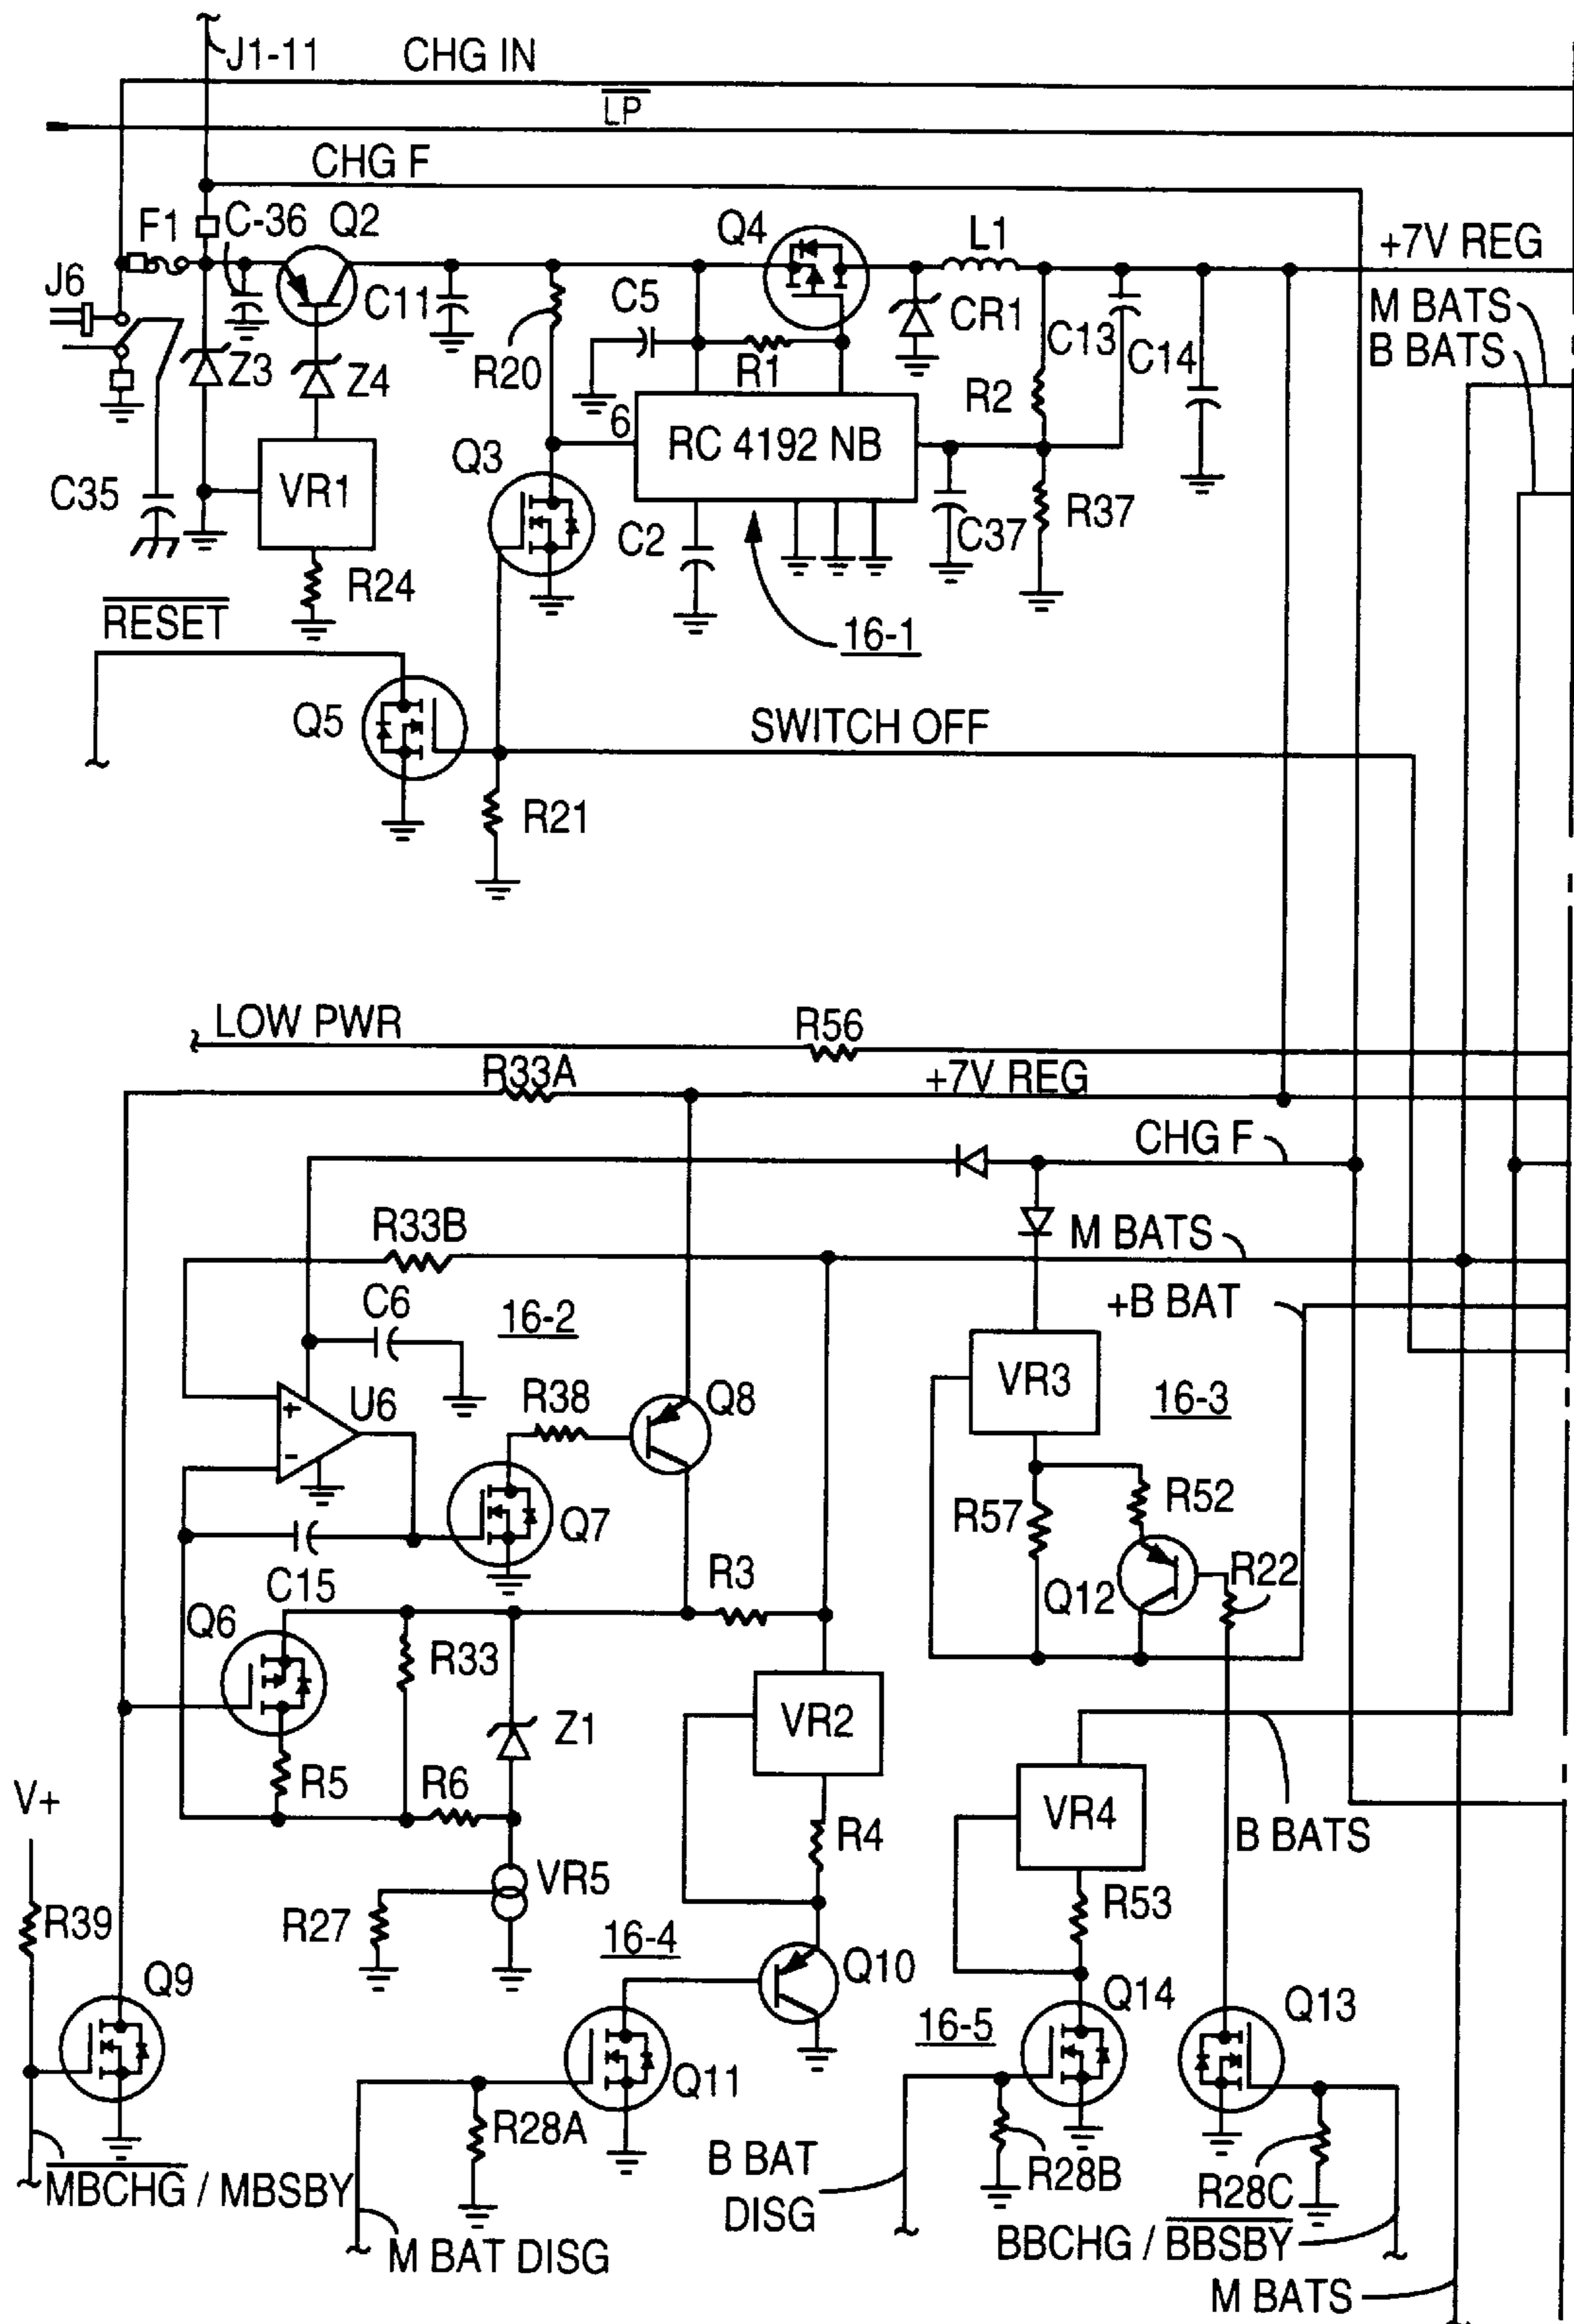 J1-11 CHG IN
LP
CHG F
F1 C-36 Q2 Q4 L1 +7V REG
J6 C11 C5 CR1 C13 C14 M BATS
B BATS
Z3 Z4 R20 R1 R2
6 RC 4192 NB
Q3
C35 VR1 C2 C37 R37
R24
RESET 16-1
Q5 SWITCH OFF
R21
LOW PWR R56
R33A +7V REG
CHG F
R33B M BATS
C6 16-2 +B BAT
+ U6 R38 Q8 VR3 16-3
-
Q7 R57 R52
C15 R3 Q12 R22
Q6 R33
Z1 VR2
R5 R6 VR4
V+ R4 B BATS
VR5
R39 R27 16-4 R53
Q9 Q10 16-5 Q14 Q13
Q11
R28A B BAT
DISG R28B R28C
MBCHG / MBSBY
M BAT DISG BBCHG / BBSBY
M BATS